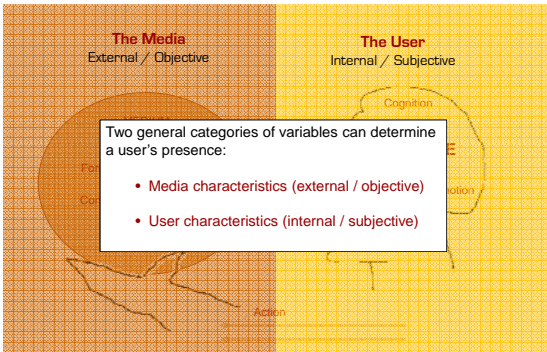 The Media
External / Objective
The User
Internal / Subjective
Cognition
Two general categories of variables can determine
a user's presence:
• Media characteristics (external / objective)
• User characteristics (internal / subjective)
Action